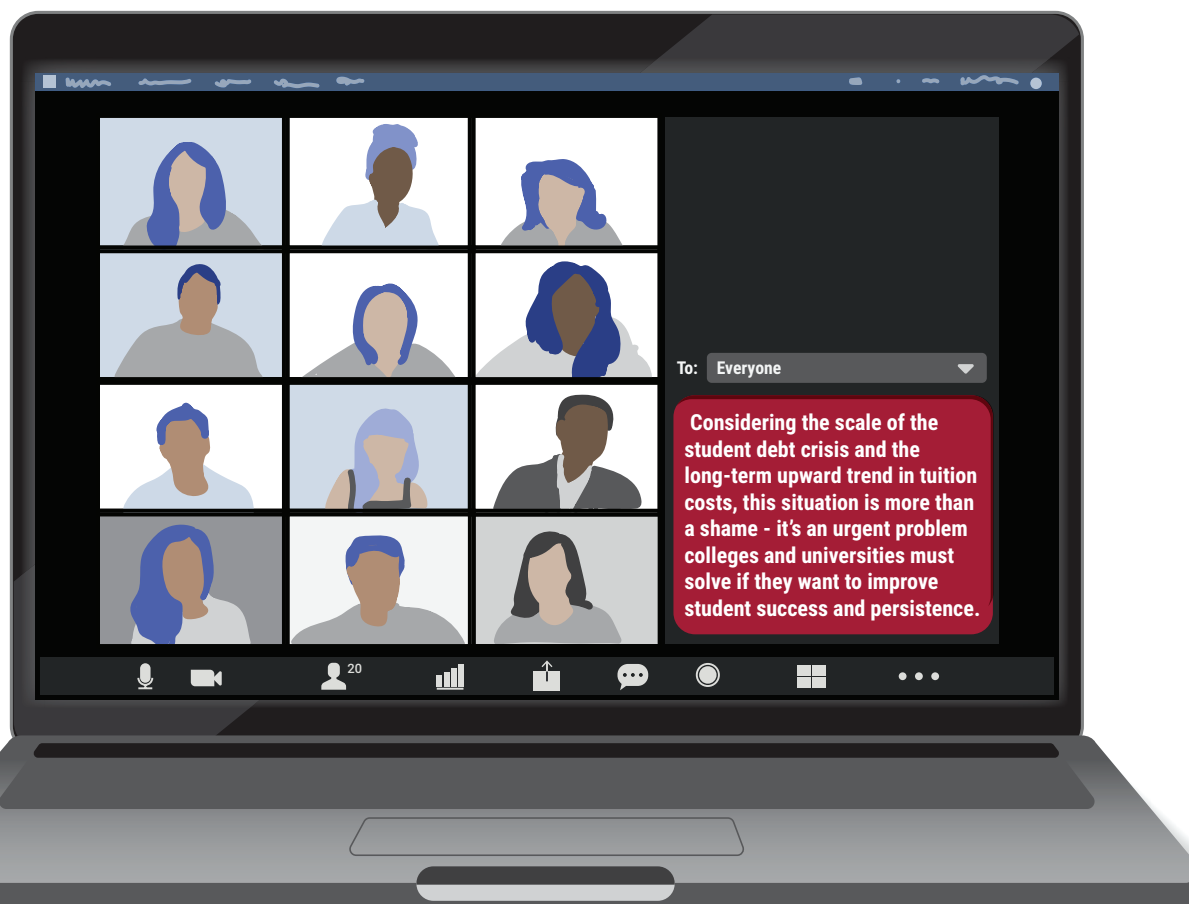 To: Everyone
Considering the scale of the
student debt crisis and the
long-term upward trend in tuition
costs, this situation is more than
a shame - it’s an urgent problem
colleges and universities must
solve if they want to improve
student success and persistence.
20